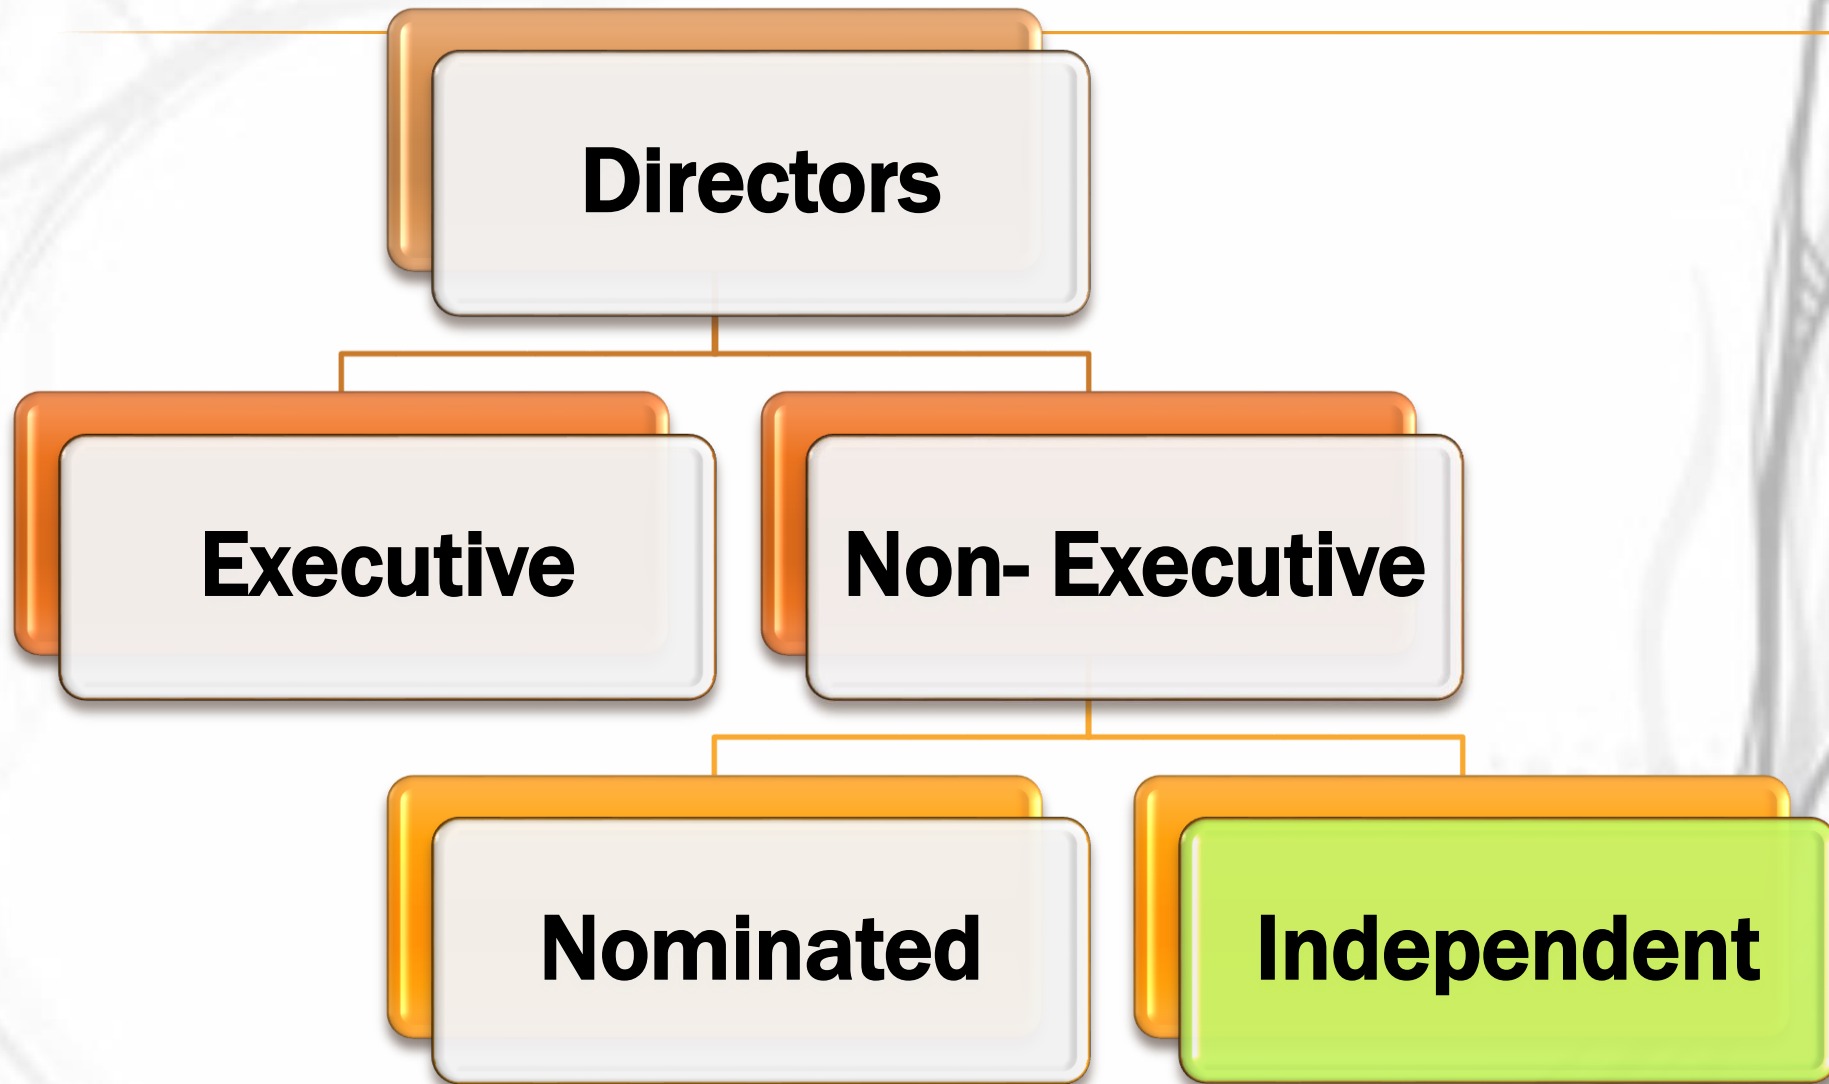 Directors
Executive
Non- Executive
Nominated
Independent